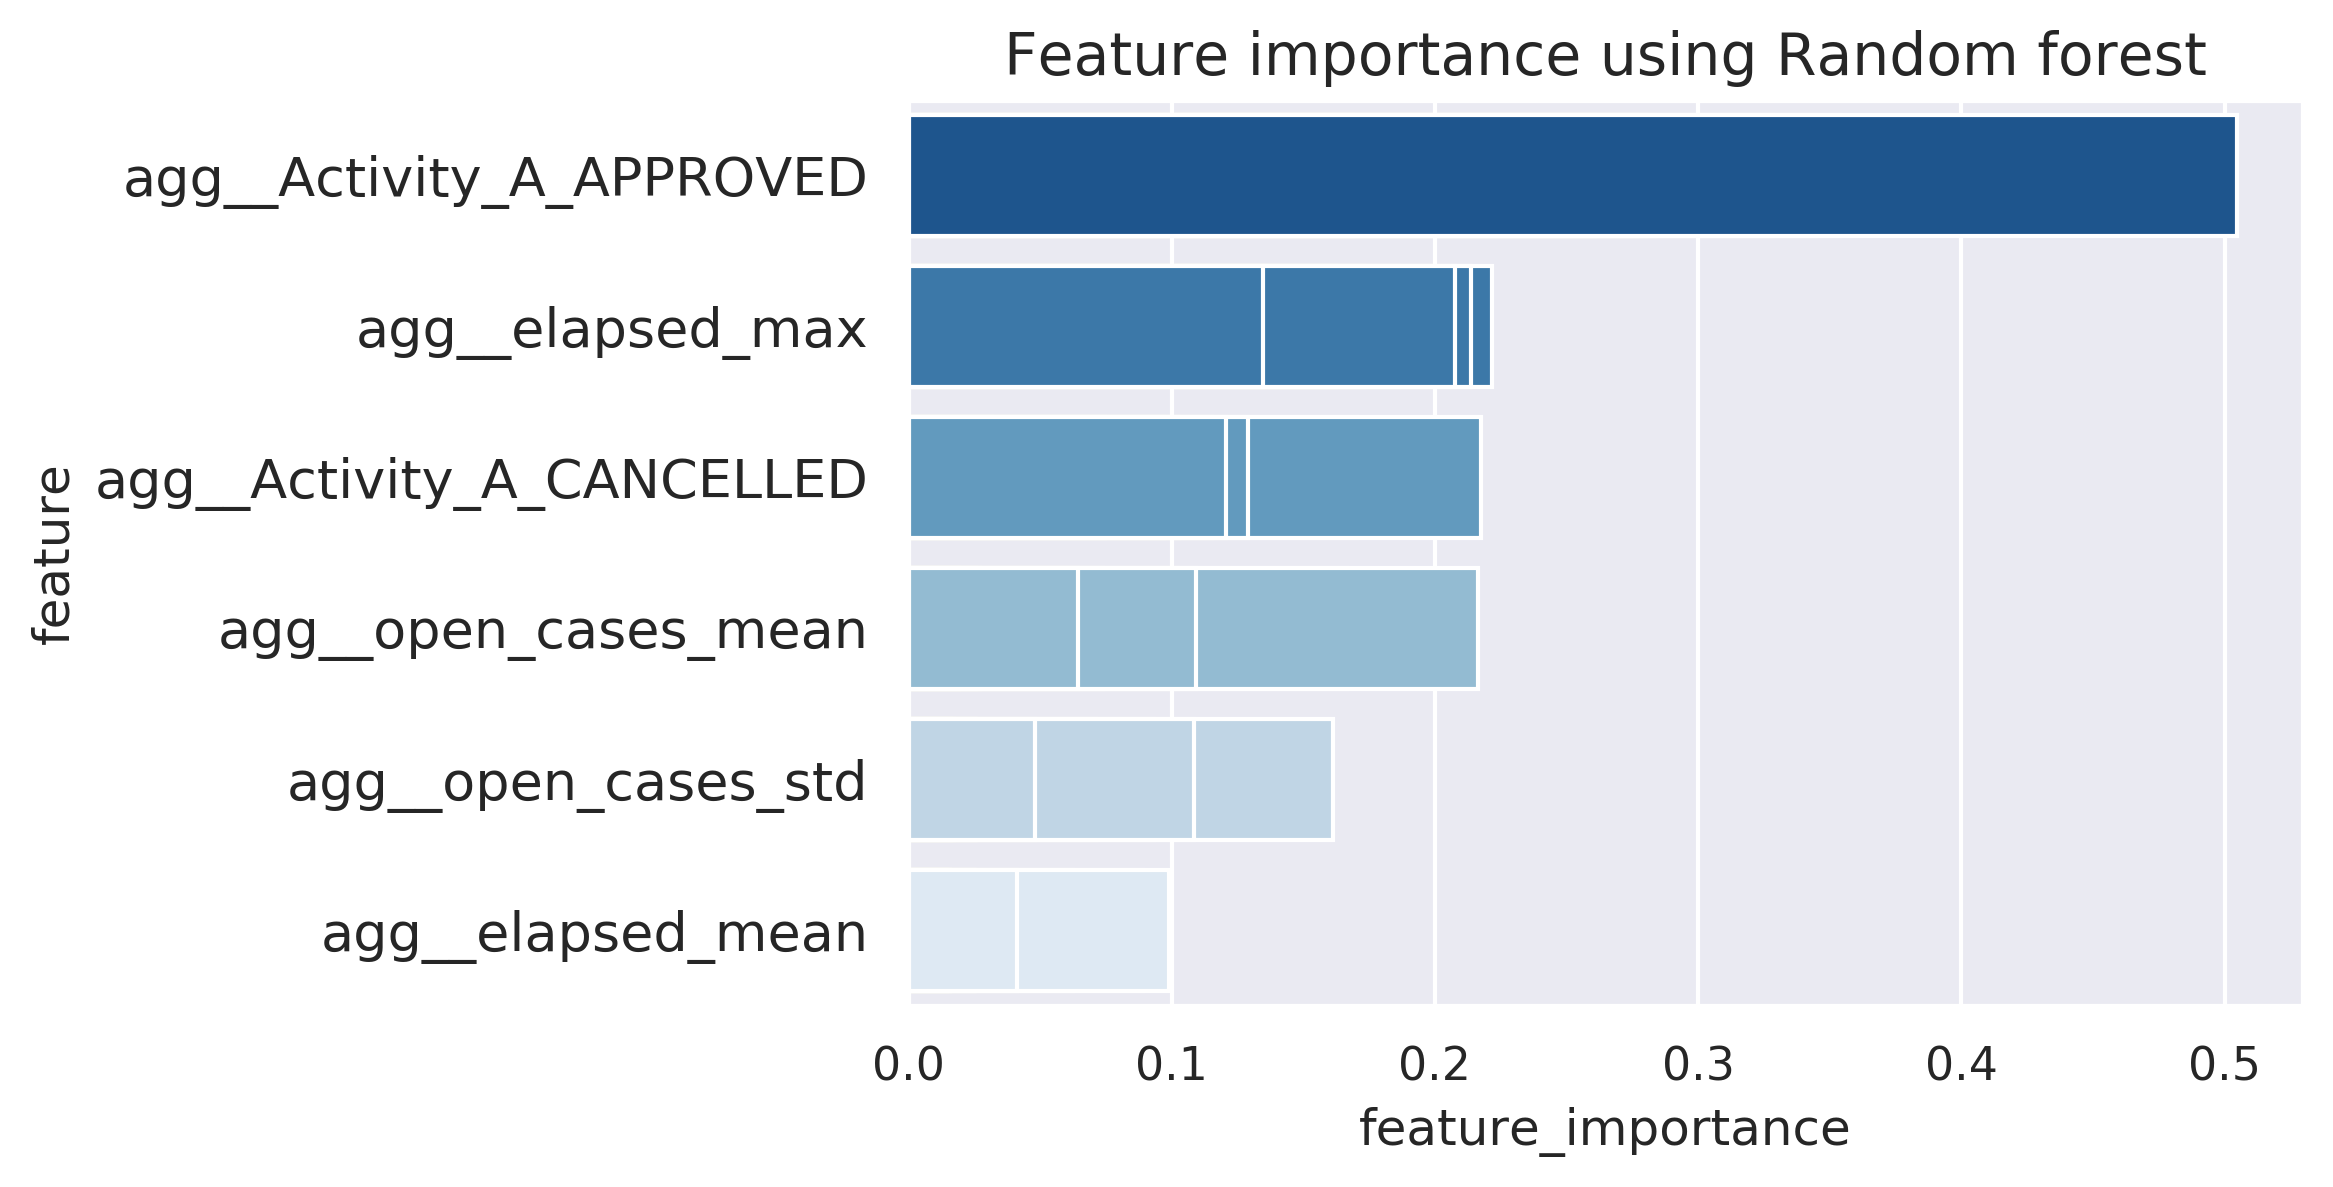 Feature importance using Random forest
feature
agg__Activity_A_APPROVED
agg__elapsed_max
agg__Activity_A_CANCELLED
agg__open_cases_mean
agg__open_cases_std
agg__elapsed_mean
0.0 0.1 0.2 0.3 0.4 0.5
feature_importance